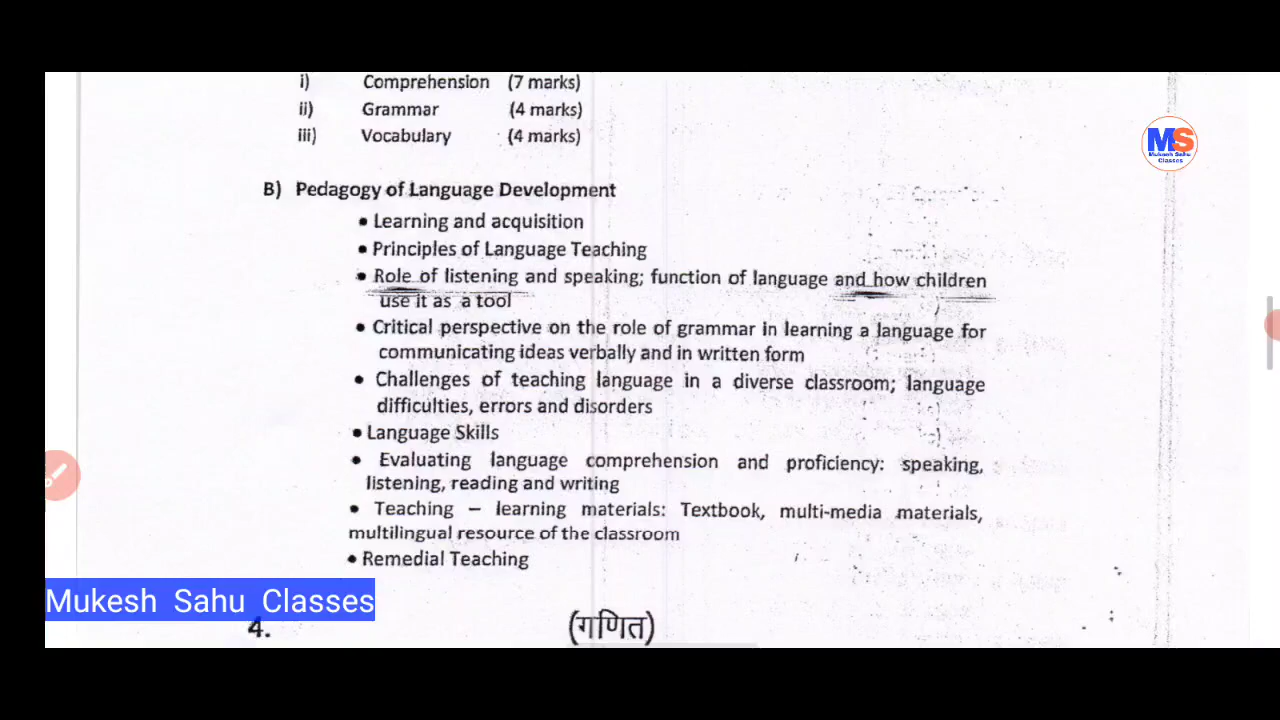 i) Comprehension (7 marks)
ii) Grammar (4 marks)
iii) Vocabulary (4 marks)
MS
Mukesh Sahu
Classes
B) Pedagogy of Language Development
• Learning and acquisition
• Principles of Language Teaching
• Role of listening and speaking; function of language and how children
use it as a tool
• Critical perspective on the role of grammar in learning a language for
communicating ideas verbally and in written form
• Challenges of teaching language in a diverse classroom; language
difficulties, errors and disorders
• Language Skills
• Evaluating language comprehension and proficiency: speaking,
listening, reading and writing
• Teaching – learning materials: Textbook, multi-media materials,
multilingual resource of the classroom
• Remedial Teaching
Mukesh Sahu Classes
4. (गणित)